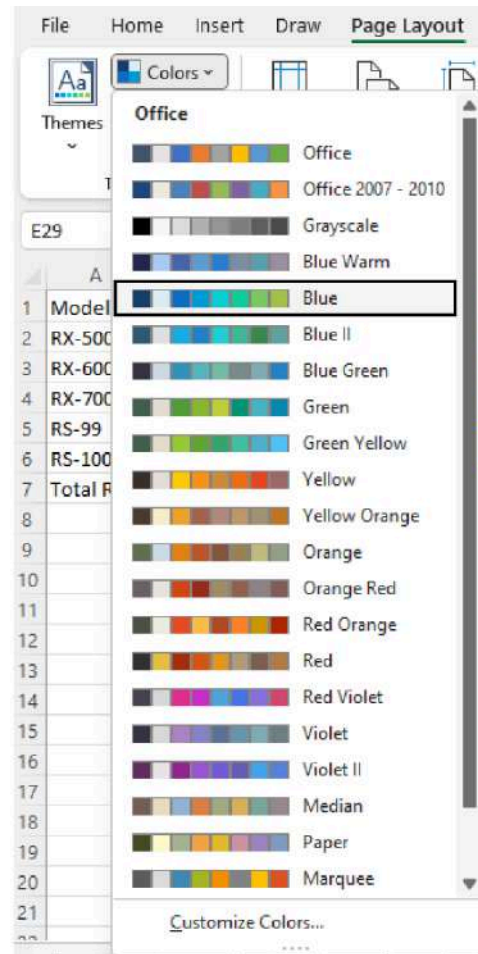 File Home Insert Draw Page Layout
Aa Colors
Themes
Office
Office
Office 2007 - 2010
Grayscale
E29
Blue Warm
A
1 Model Blue
2 RX-500 Blue II
3 RX-600 Blue Green
4 RX-700 Green
5 RS-99 Green Yellow
6 RS-100 Yellow
7 Total R
8 Yellow Orange
9 Orange
10 Orange Red
11
12 Red Orange
13 Red
14 Red Violet
15 Violet
16 Violet II
17
18 Median
19 Paper
20 Marquee
21 Customize Colors...